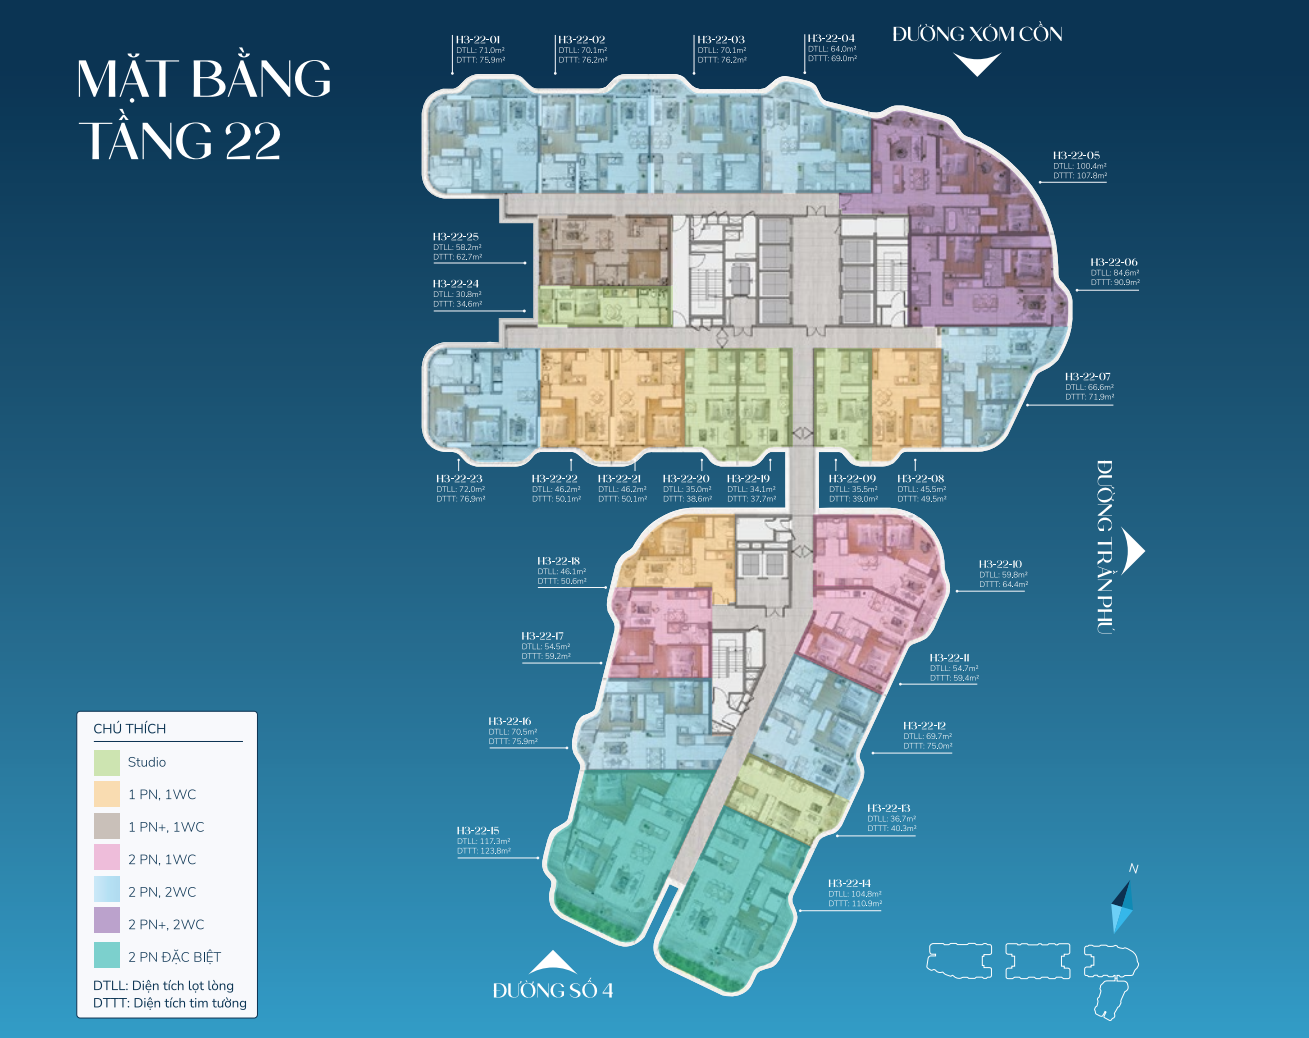 MẶT BẰNG
TẦNG 22
H3-22-01
DTLL: 71.0m²
DTTT: 75.9m²
H3-22-02
DTLL: 70.1m²
DTTT: 76.2m²
H3-22-03
DTLL: 70.1m²
DTTT: 76.2m²
H3-22-04
DTLL: 64.0m²
DTTT: 69.0m²
ĐƯỜNG XÓM CỒN
H3-22-05
DTLL: 100.4m²
DTTT: 107.8m²
H3-22-25
DTLL: 58.2m²
DTTT: 62.7m²
H3-22-24
DTLL: 30.8m²
DTTT: 34.6m²
H3-22-06
DTLL: 84.6m²
DTTT: 90.9m²
H3-22-07
DTLL: 66.6m²
DTTT: 71.9m²
H3-22-23
DTLL: 72.0m²
DTTT: 76.9m²
H3-22-22
DTLL: 46.2m²
DTTT: 50.1m²
H3-22-21
DTLL: 46.2m²
DTTT: 50.1m²
H3-22-20
DTLL: 35.0m²
DTTT: 38.6m²
H3-22-19
DTLL: 34.1m²
DTTT: 37.7m²
H3-22-09
DTLL: 35.5m²
DTTT: 39.0m²
H3-22-08
DTLL: 45.5m²
DTTT: 49.5m²
ĐƯỜNG TRẦN PHÚ
H3-22-18
DTLL: 46.1m²
DTTT: 50.6m²
H3-22-10
DTLL: 59.8m²
DTTT: 64.4m²
H3-22-17
DTLL: 54.5m²
DTTT: 59.2m²
H3-22-11
DTLL: 54.7m²
DTTT: 59.4m²
H3-22-16
DTLL: 70.5m²
DTTT: 75.9m²
H3-22-12
DTLL: 69.7m²
DTTT: 75.0m²
H3-22-13
DTLL: 36.7m²
DTTT: 40.3m²
H3-22-15
DTLL: 117.3m²
DTTT: 123.8m²
H3-22-14
DTLL: 104.8m²
DTTT: 110.9m²
CHÚ THÍCH
Studio
1 PN, 1WC
1 PN+, 1WC
2 PN, 1WC
2 PN, 2WC
2 PN+, 2WC
2 PN ĐẶC BIỆT
DTLL: Diện tích lọt lòng
DTTT: Diện tích tim tường
ĐƯỜNG SỐ 4
N